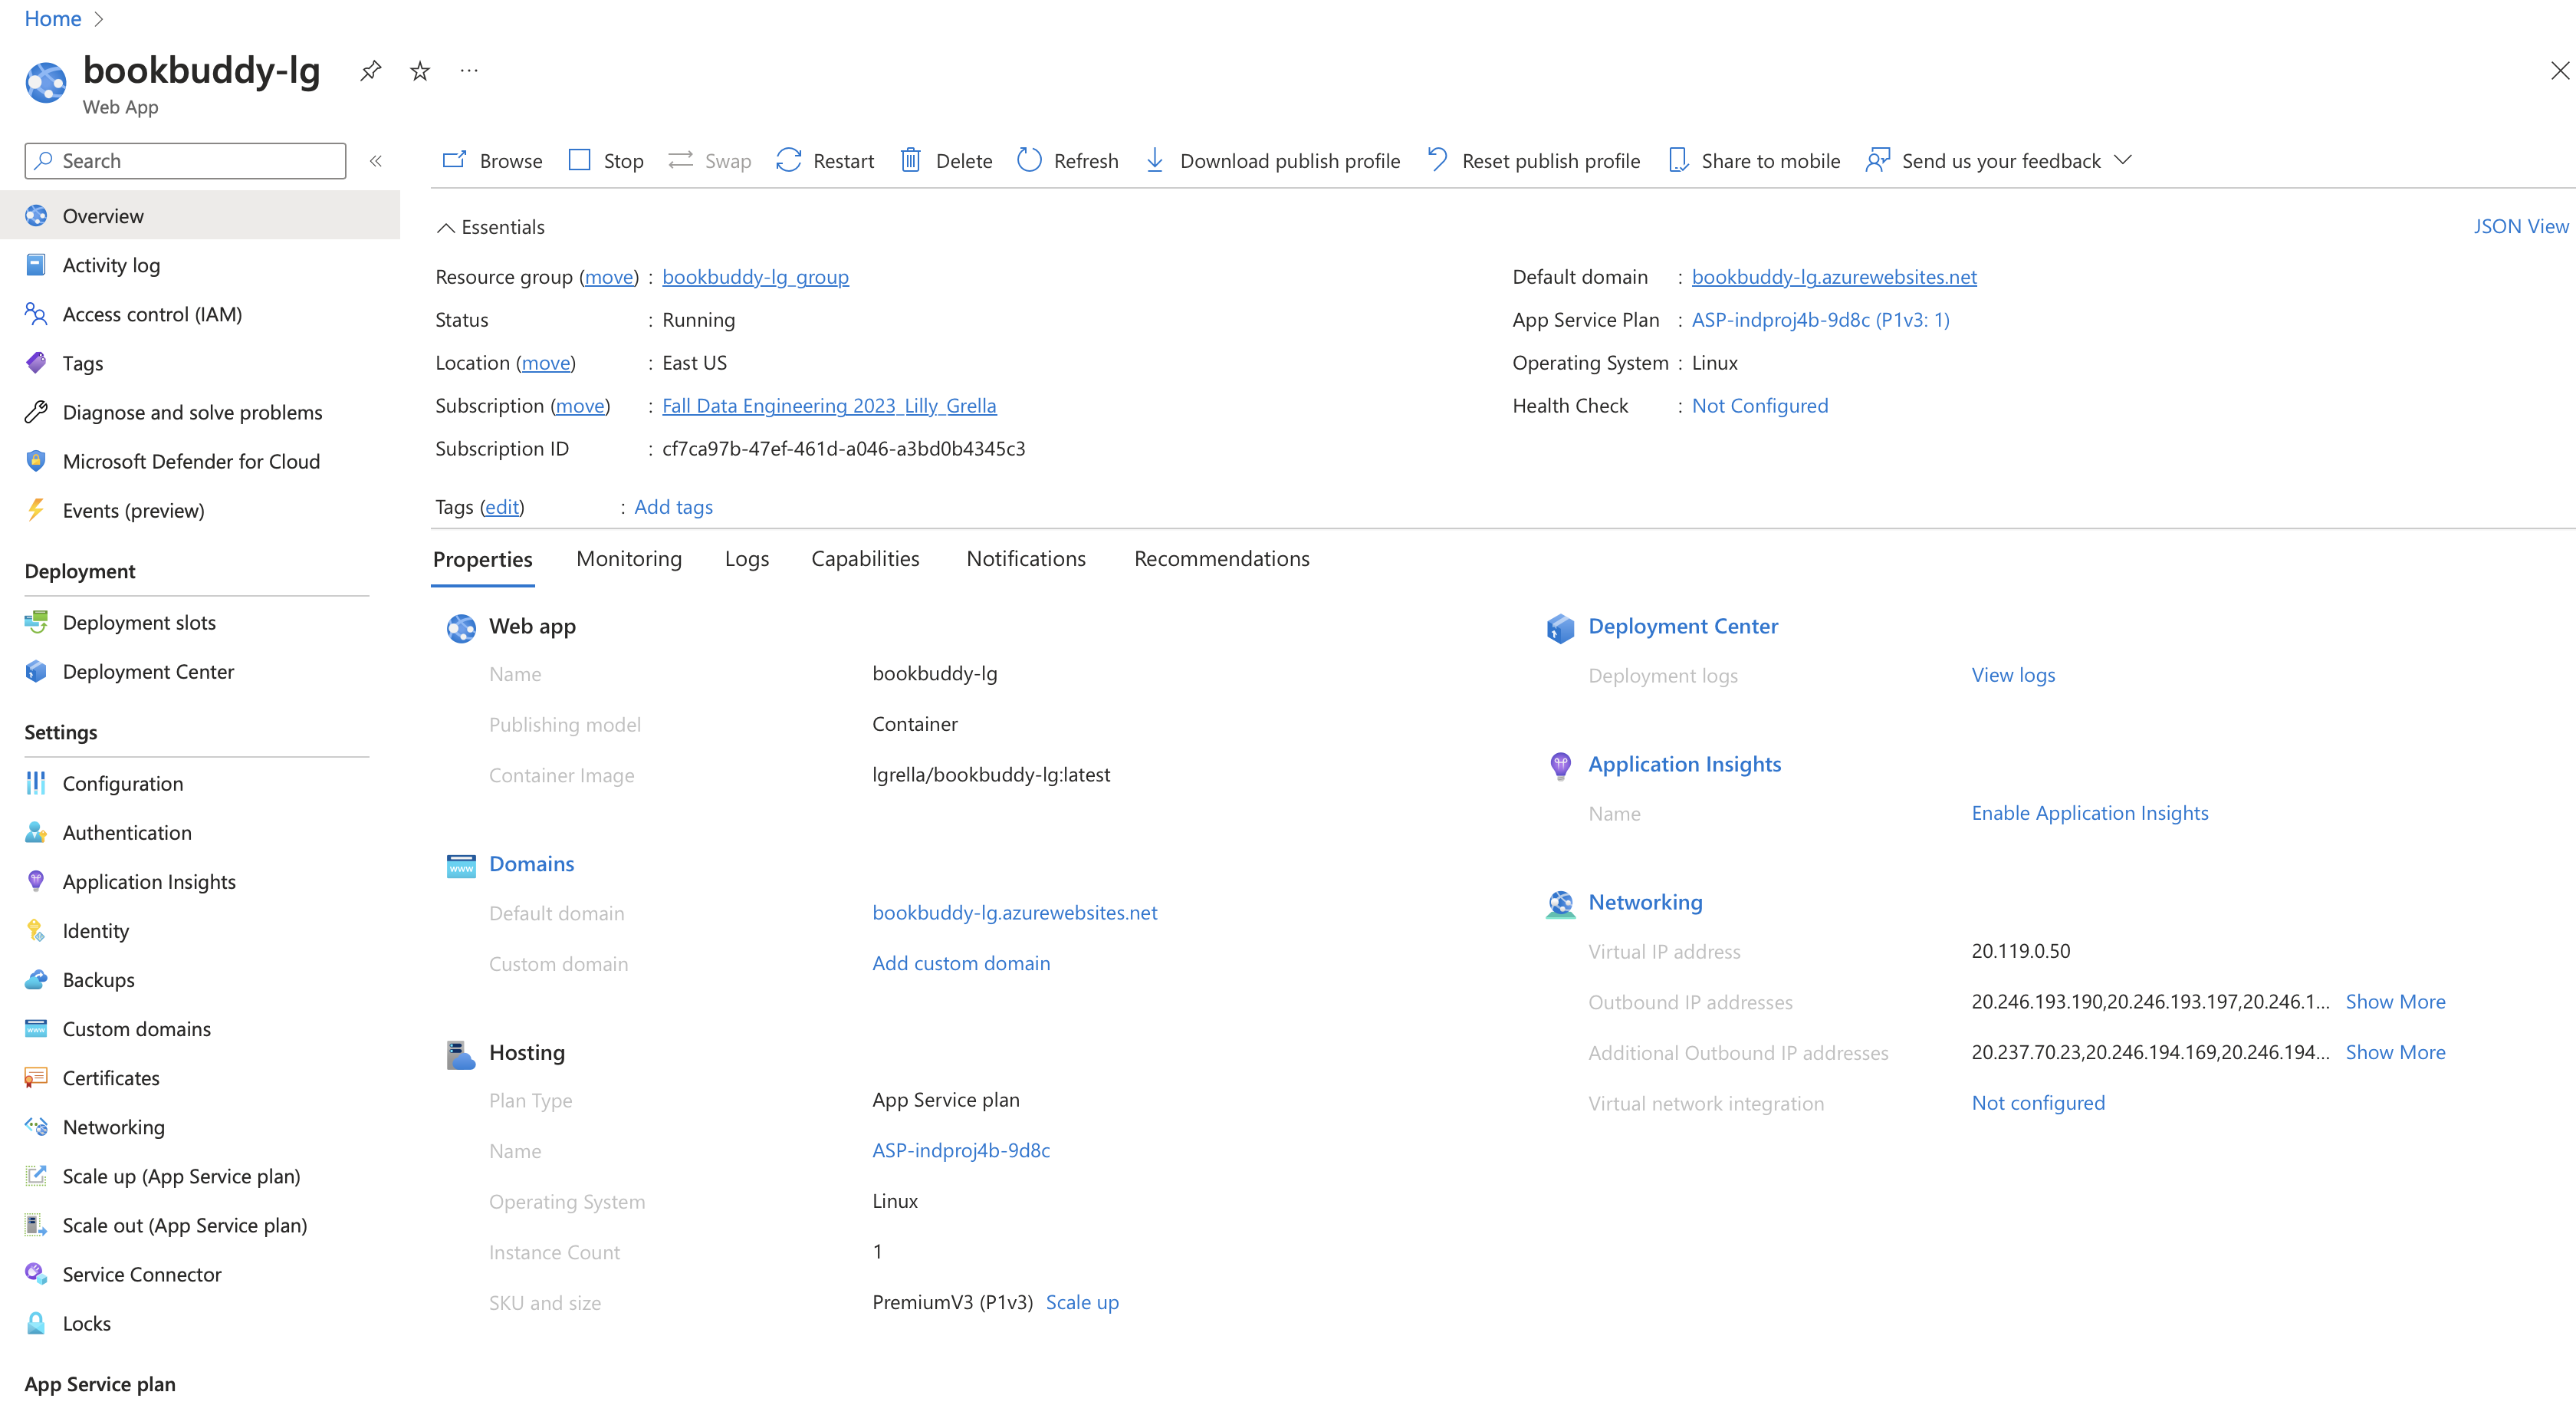 Home >
bookbuddy-lg ...
Web App
Search «
Overview
Activity log
Access control (IAM)
Tags
Diagnose and solve problems
Microsoft Defender for Cloud
Events (preview)
Deployment
Deployment slots
Deployment Center
Settings
Configuration
Authentication
Application Insights
Identity
Backups
Custom domains
Certificates
Networking
Scale up (App Service plan)
Scale out (App Service plan)
Service Connector
Locks
App Service plan
Browse Stop Swap Restart Delete Refresh Download publish profile Reset publish profile Share to mobile Send us your feedback
Essentials JSON View
Resource group (move) : bookbuddy-lg_group
Status : Running
Location (move) : East US
Subscription (move) : Fall Data Engineering 2023_Lilly_Grella
Subscription ID : cf7ca97b-47ef-461d-a046-a3bd0b4345c3
Default domain : bookbuddy-lg.azurewebsites.net
App Service Plan : ASP-indproj4b-9d8c (P1v3: 1)
Operating System : Linux
Health Check : Not Configured
Tags (edit) : Add tags
Properties Monitoring Logs Capabilities Notifications Recommendations
Web app
Name bookbuddy-lg
Publishing model Container
Container Image lgrella/bookbuddy-lg:latest
www Domains
Default domain bookbuddy-lg.azurewebsites.net
Custom domain Add custom domain
Hosting
Plan Type App Service plan
Name ASP-indproj4b-9d8c
Operating System Linux
Instance Count 1
SKU and size PremiumV3 (P1v3) Scale up
Deployment Center
Deployment logs View logs
Application Insights
Name Enable Application Insights
Networking
Virtual IP address 20.119.0.50
Outbound IP addresses 20.246.193.190,20.246.193.197,20.246.1... Show More
Additional Outbound IP addresses 20.237.70.23,20.246.194.169,20.246.194... Show More
Virtual network integration Not configured